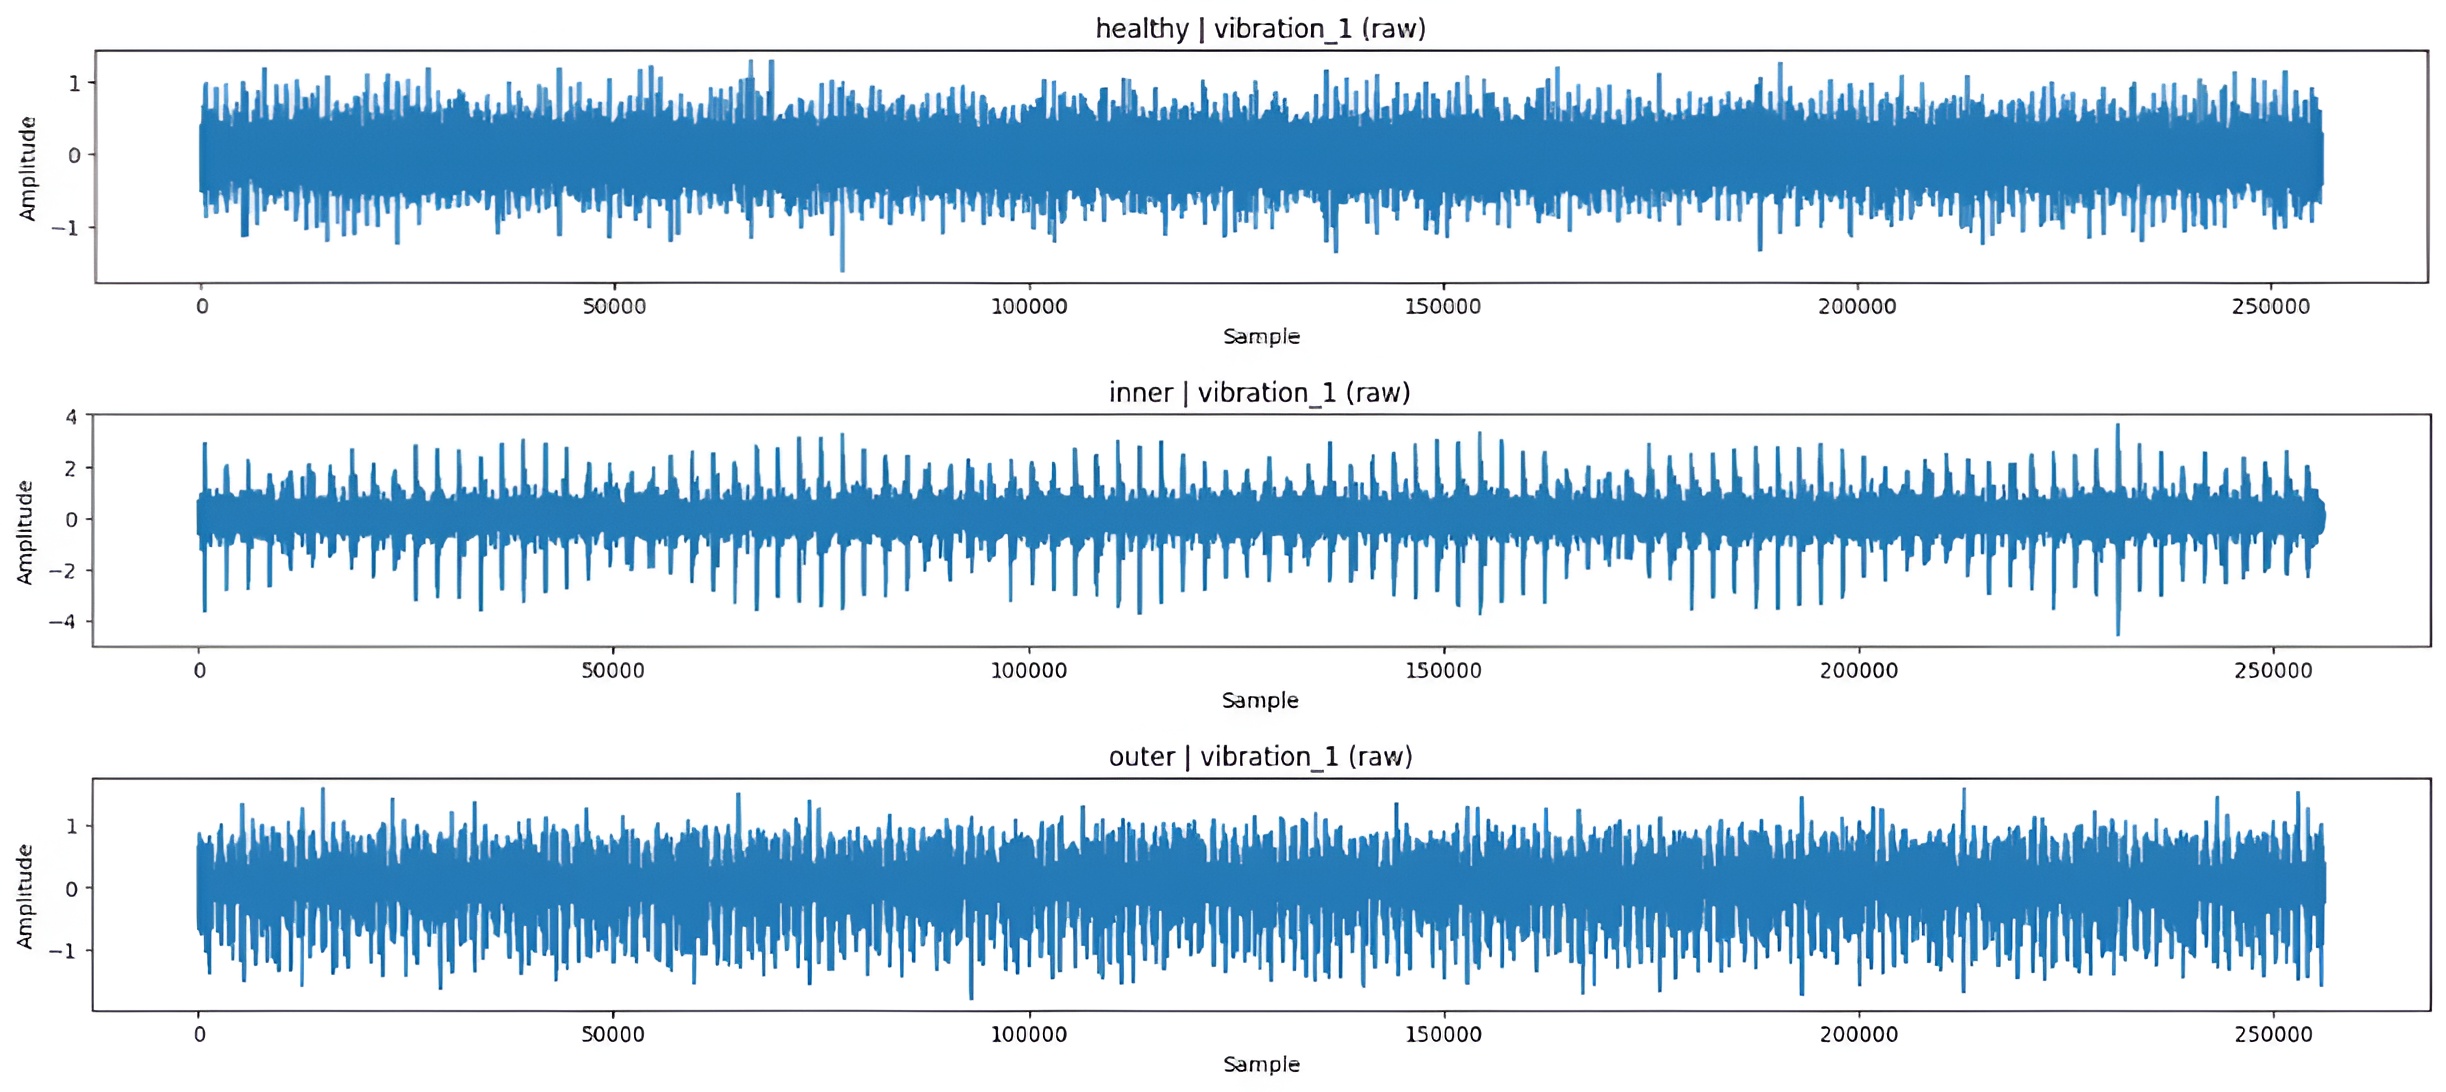 healthy | vibration_1 (raw)
Amplitude
1
0
−1
0 50000 100000 150000 200000 250000
Sample
inner | vibration_1 (raw)
Amplitude
4
2
0
−2
−4
0 50000 100000 150000 200000 250000
Sample
outer | vibration_1 (raw)
Amplitude
1
0
−1
0 50000 100000 150000 200000 250000
Sample